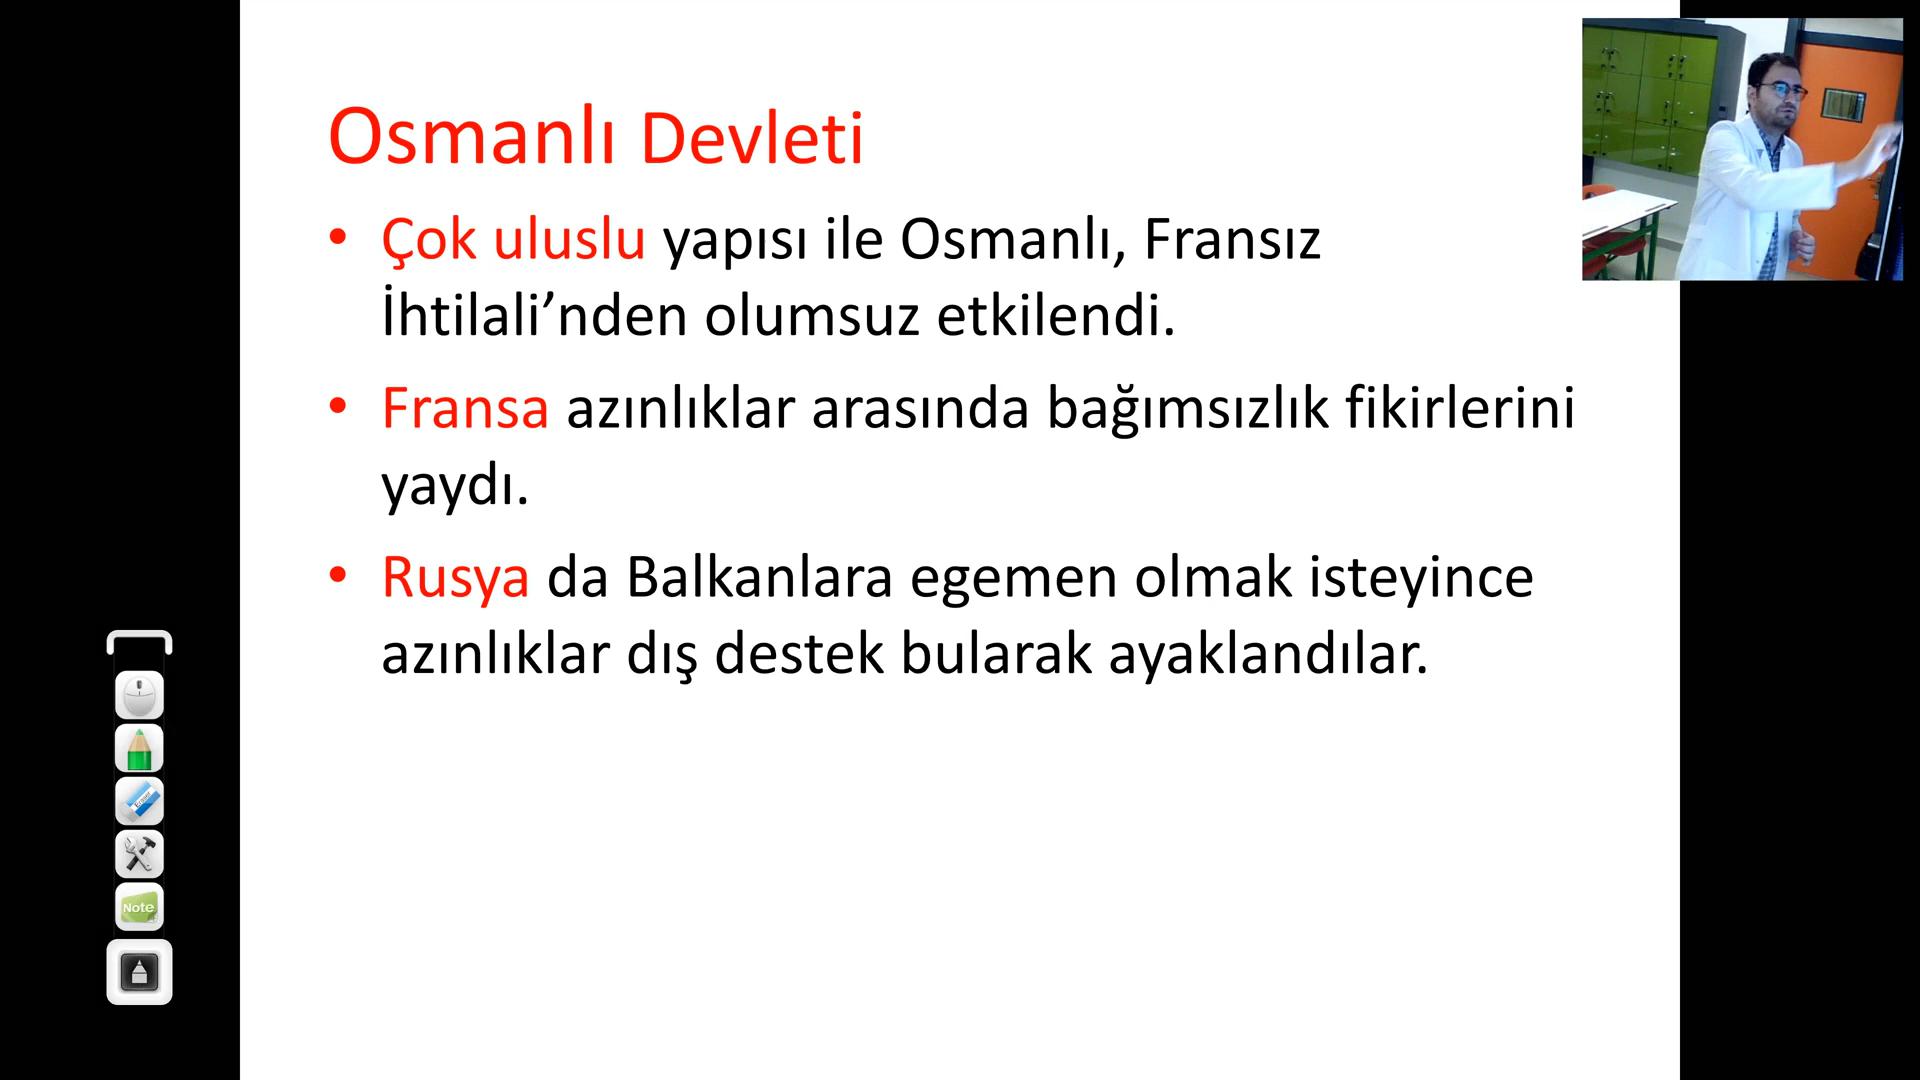 Osmanlı Devleti
• Çok uluslu yapısı ile Osmanlı, Fransız
İhtilali’nden olumsuz etkilendi.
• Fransa azınlıklar arasında bağımsızlık fikirlerini
yaydı.
• Rusya da Balkanlara egemen olmak isteyince
azınlıklar dış destek bularak ayaklandılar.
Eraser
Note